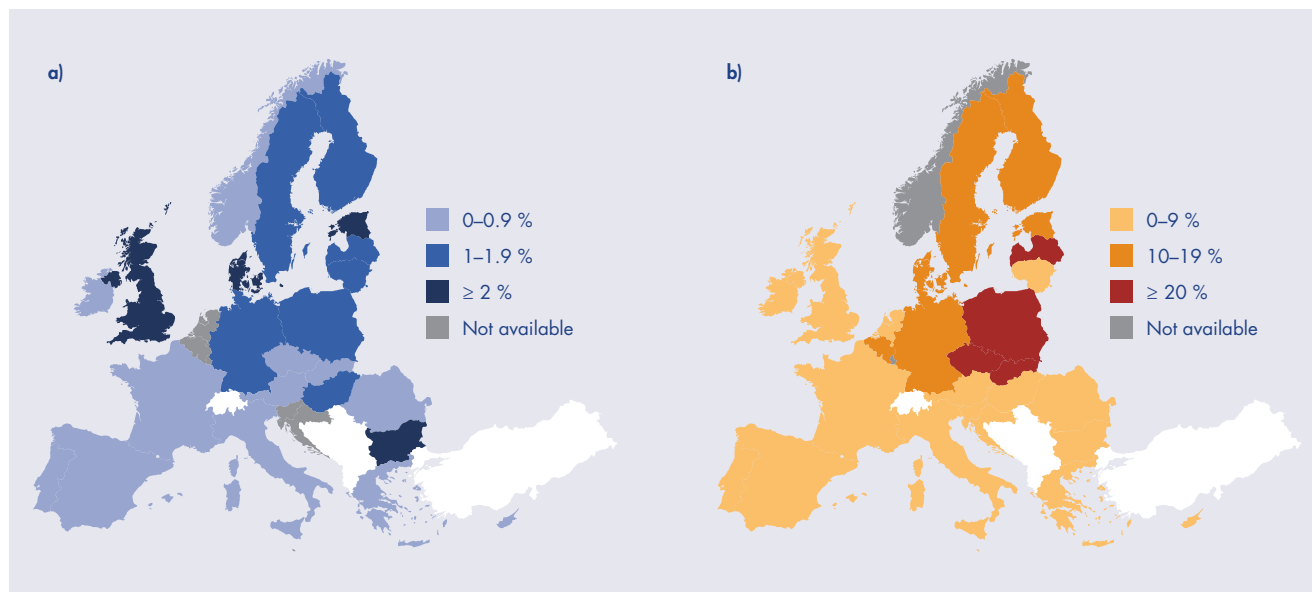 a)
0–0.9 %
1–1.9 %
≥ 2 %
Not available
b)
0–9 %
10–19 %
≥ 20 %
Not available